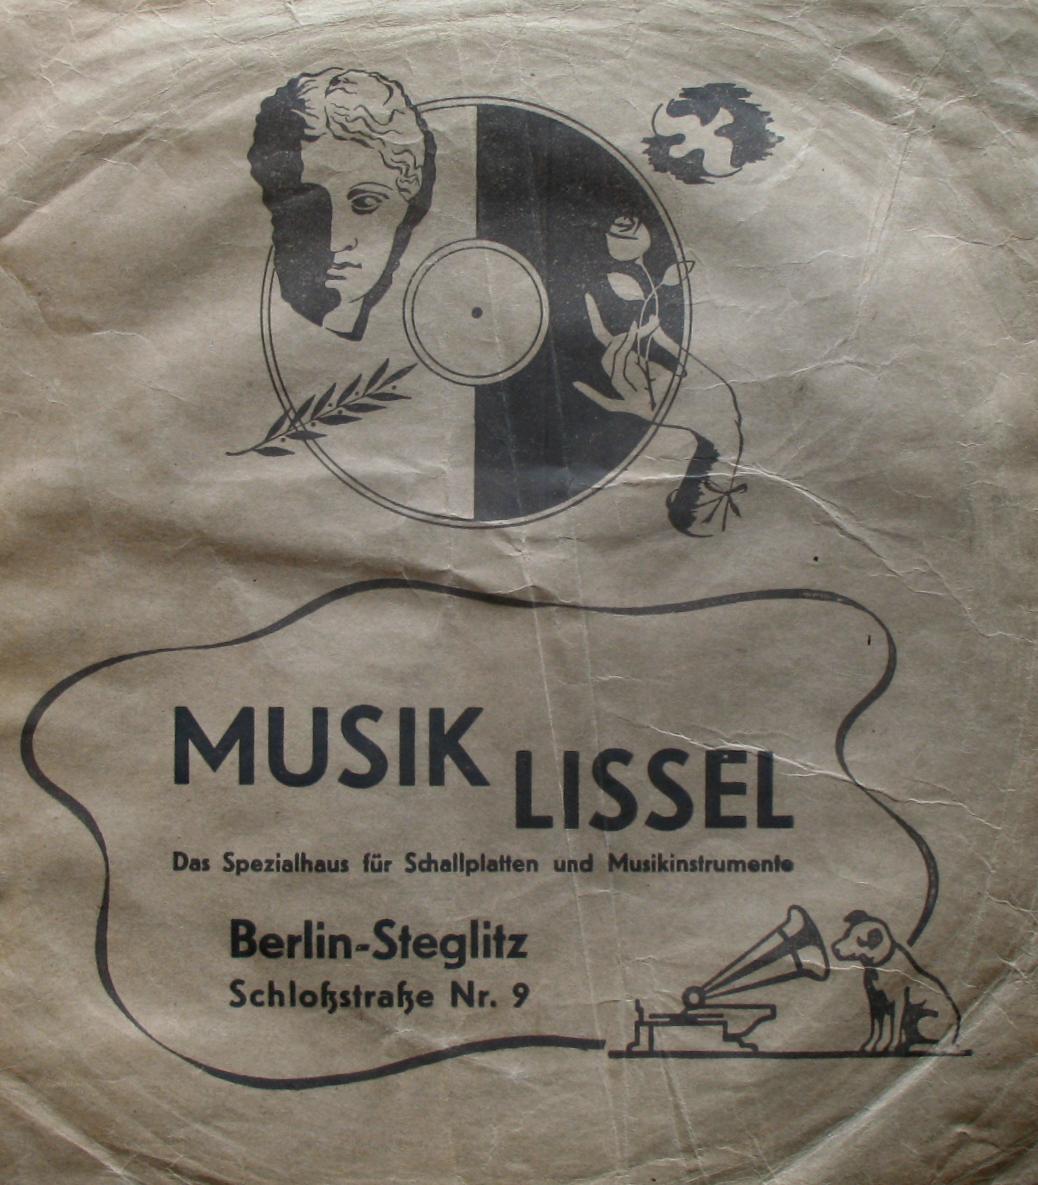 MUSIK LISSEL
Das Spezialhaus für Schallplatten und Musikinstrumente
Berlin-Steglitz
Schloßstraße Nr. 9